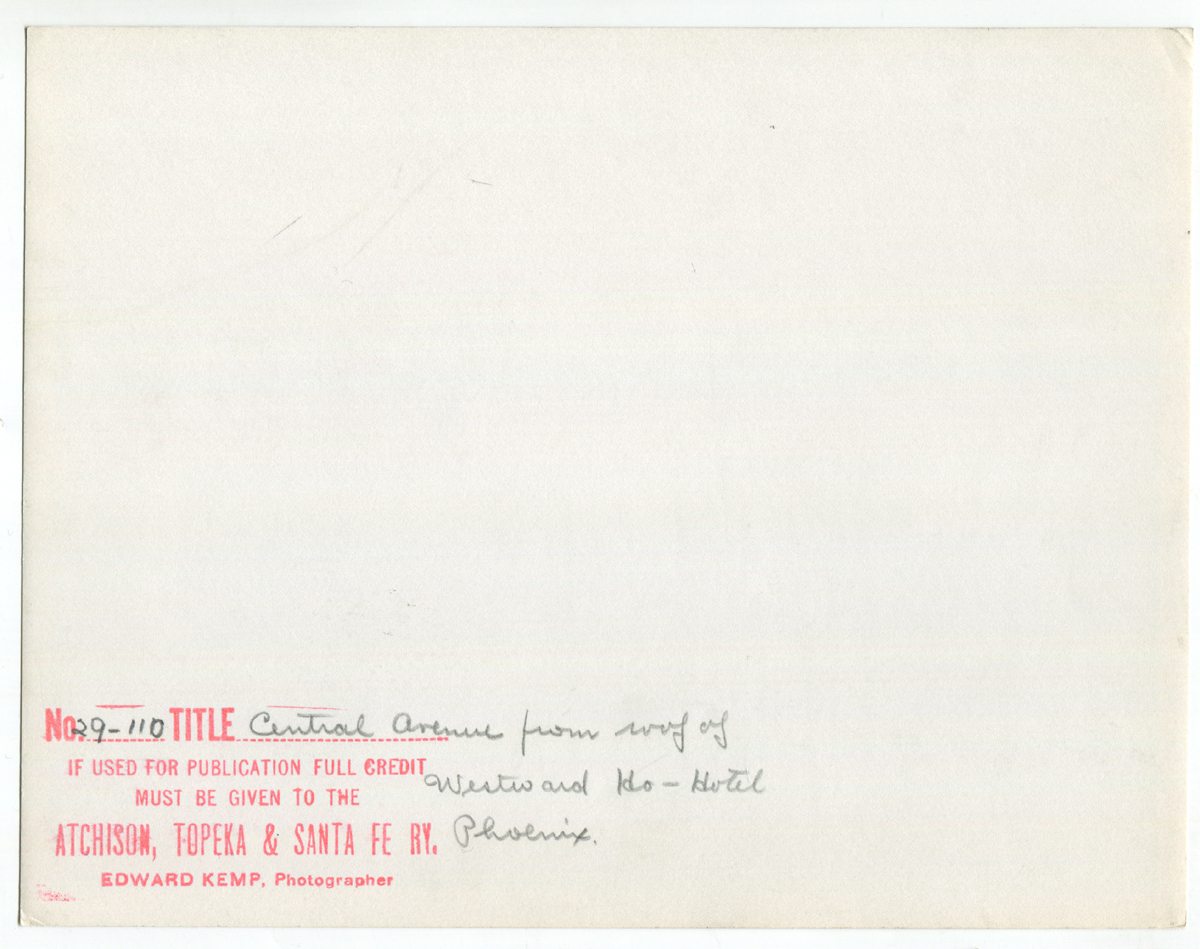 No. 29-110 TITLE Central Avenue from roof of
IF USED FOR PUBLICATION FULL CREDIT
Westward Ho - Hotel
MUST BE GIVEN TO THE
ATCHISON, TOPEKA & SANTA FE RY.
Phoenix.
EDWARD KEMP, Photographer